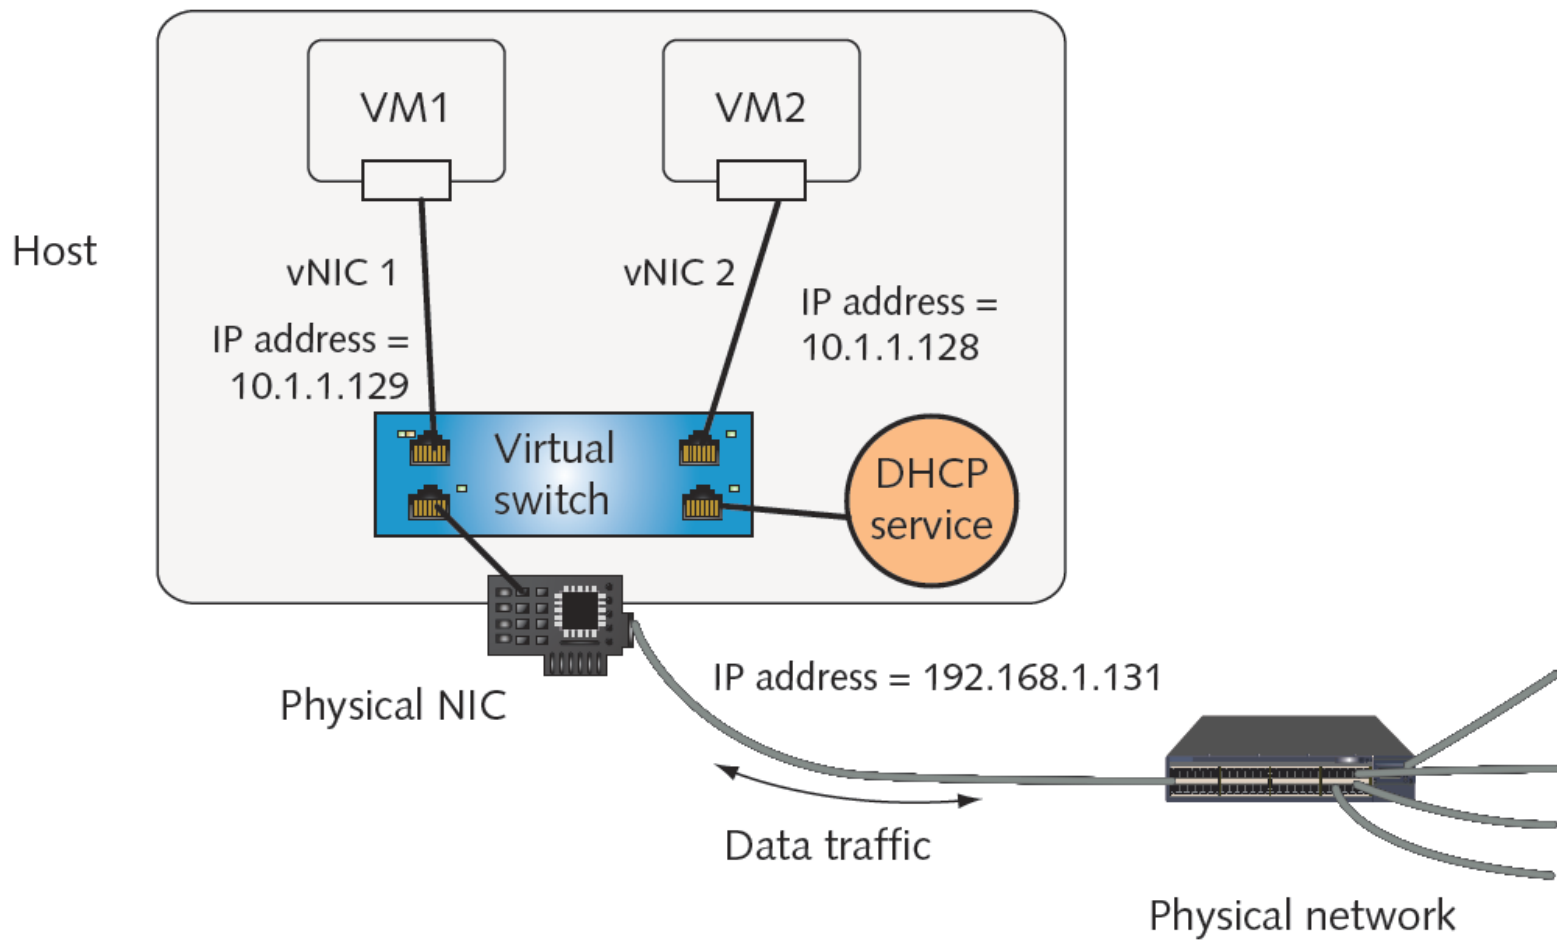 VM1
VM2
Host
vNIC 1
vNIC 2
IP address =
10.1.1.128
IP address =
10.1.1.129
Virtual
switch
DHCP
service
IP address = 192.168.1.131
Physical NIC
Data traffic
Physical network